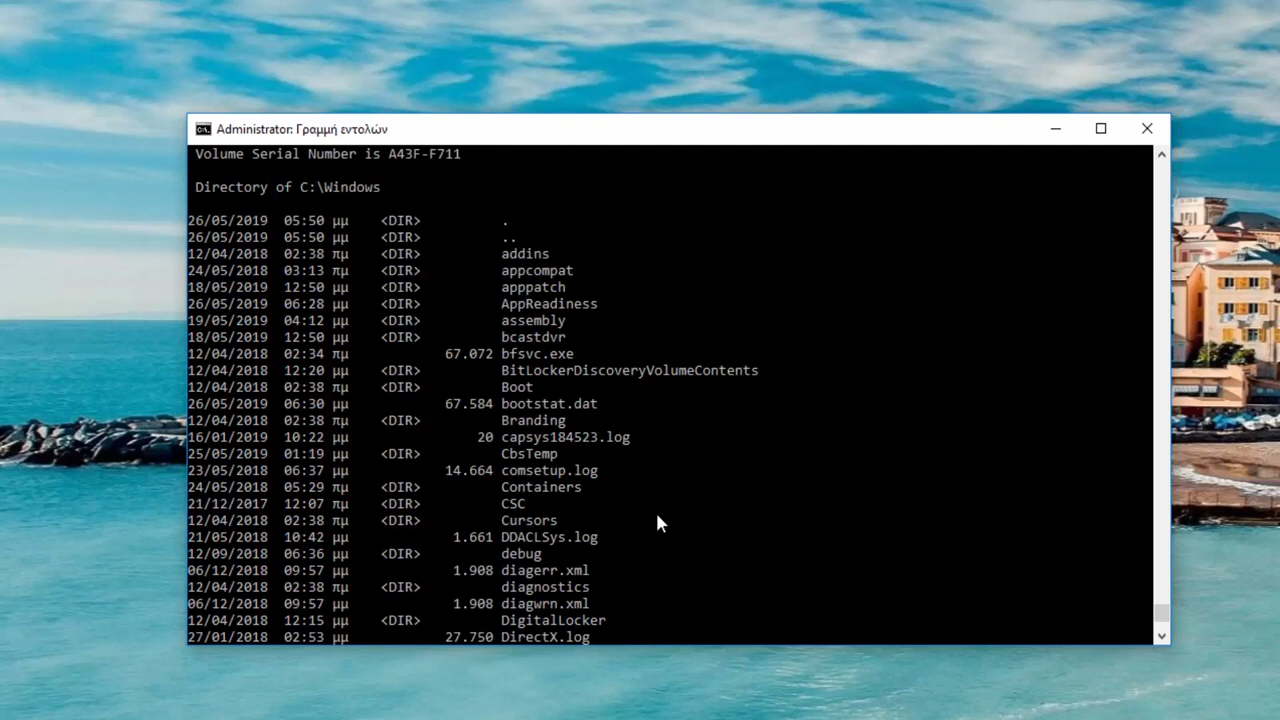 Administrator: Γραμμή εντολών
Volume Serial Number is A43F-F711
Directory of C:\Windows
26/05/2019 05:50 μμ <DIR> .
26/05/2019 05:50 μμ <DIR> ..
12/04/2018 02:38 πμ <DIR> addins
24/05/2018 03:13 πμ <DIR> appcompat
18/05/2019 12:50 μμ <DIR> apppatch
26/05/2019 06:28 μμ <DIR> AppReadiness
19/05/2019 04:12 μμ <DIR> assembly
18/05/2019 12:50 μμ <DIR> bcastdvr
12/04/2018 02:34 πμ 67.072 bfsvc.exe
12/04/2018 12:20 μμ <DIR> BitLockerDiscoveryVolumeContents
12/04/2018 02:38 πμ <DIR> Boot
26/05/2019 06:30 μμ 67.584 bootstat.dat
12/04/2018 02:38 πμ <DIR> Branding
16/01/2019 10:22 μμ 20 capsys184523.log
25/05/2019 01:19 μμ <DIR> CbsTemp
23/05/2018 06:37 μμ 14.664 comsetup.log
24/05/2018 05:29 πμ <DIR> Containers
21/12/2017 12:07 πμ <DIR> CSC
12/04/2018 02:38 πμ <DIR> Cursors
21/05/2018 10:42 μμ 1.661 DDACLSys.log
12/09/2018 06:36 μμ <DIR> debug
06/12/2018 09:57 μμ 1.908 diagerr.xml
12/04/2018 02:38 πμ <DIR> diagnostics
06/12/2018 09:57 μμ 1.908 diagwrn.xml
12/04/2018 12:15 μμ <DIR> DigitalLocker
27/01/2018 02:53 μμ 27.750 DirectX.log